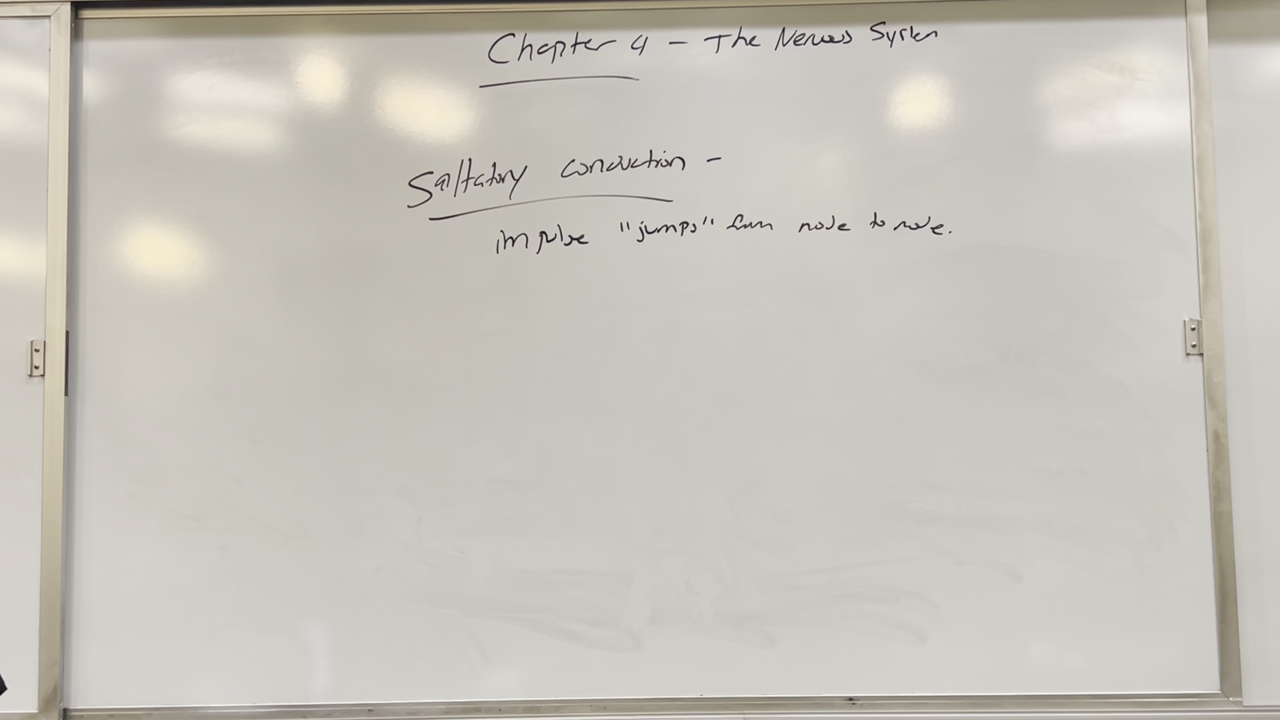 Chapter 4 - The Nervous System
Saltatory conduction -
impulse "jumps" from node to node.